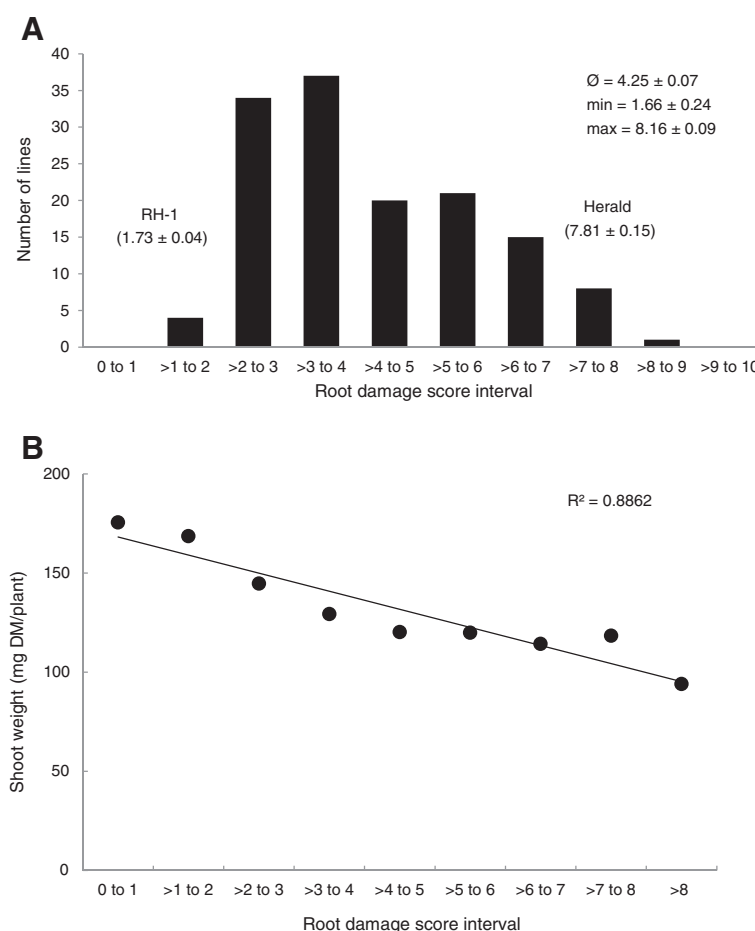 A
40
35
30
25
20
15
10
5
0
Number of lines
Ø = 4.25 ± 0.07
min = 1.66 ± 0.24
max = 8.16 ± 0.09
RH-1
(1.73 ± 0.04)
Herald
(7.81 ± 0.15)
0 to 1 >1 to 2 >2 to 3 >3 to 4 >4 to 5 >5 to 6 >6 to 7 >7 to 8 >8 to 9 >9 to 10
Root damage score interval
B
200
150
100
50
0
Shoot weight (mg DM/plant)
R² = 0.8862
0 to 1 >1 to 2 >2 to 3 >3 to 4 >4 to 5 >5 to 6 >6 to 7 >7 to 8 >8
Root damage score interval